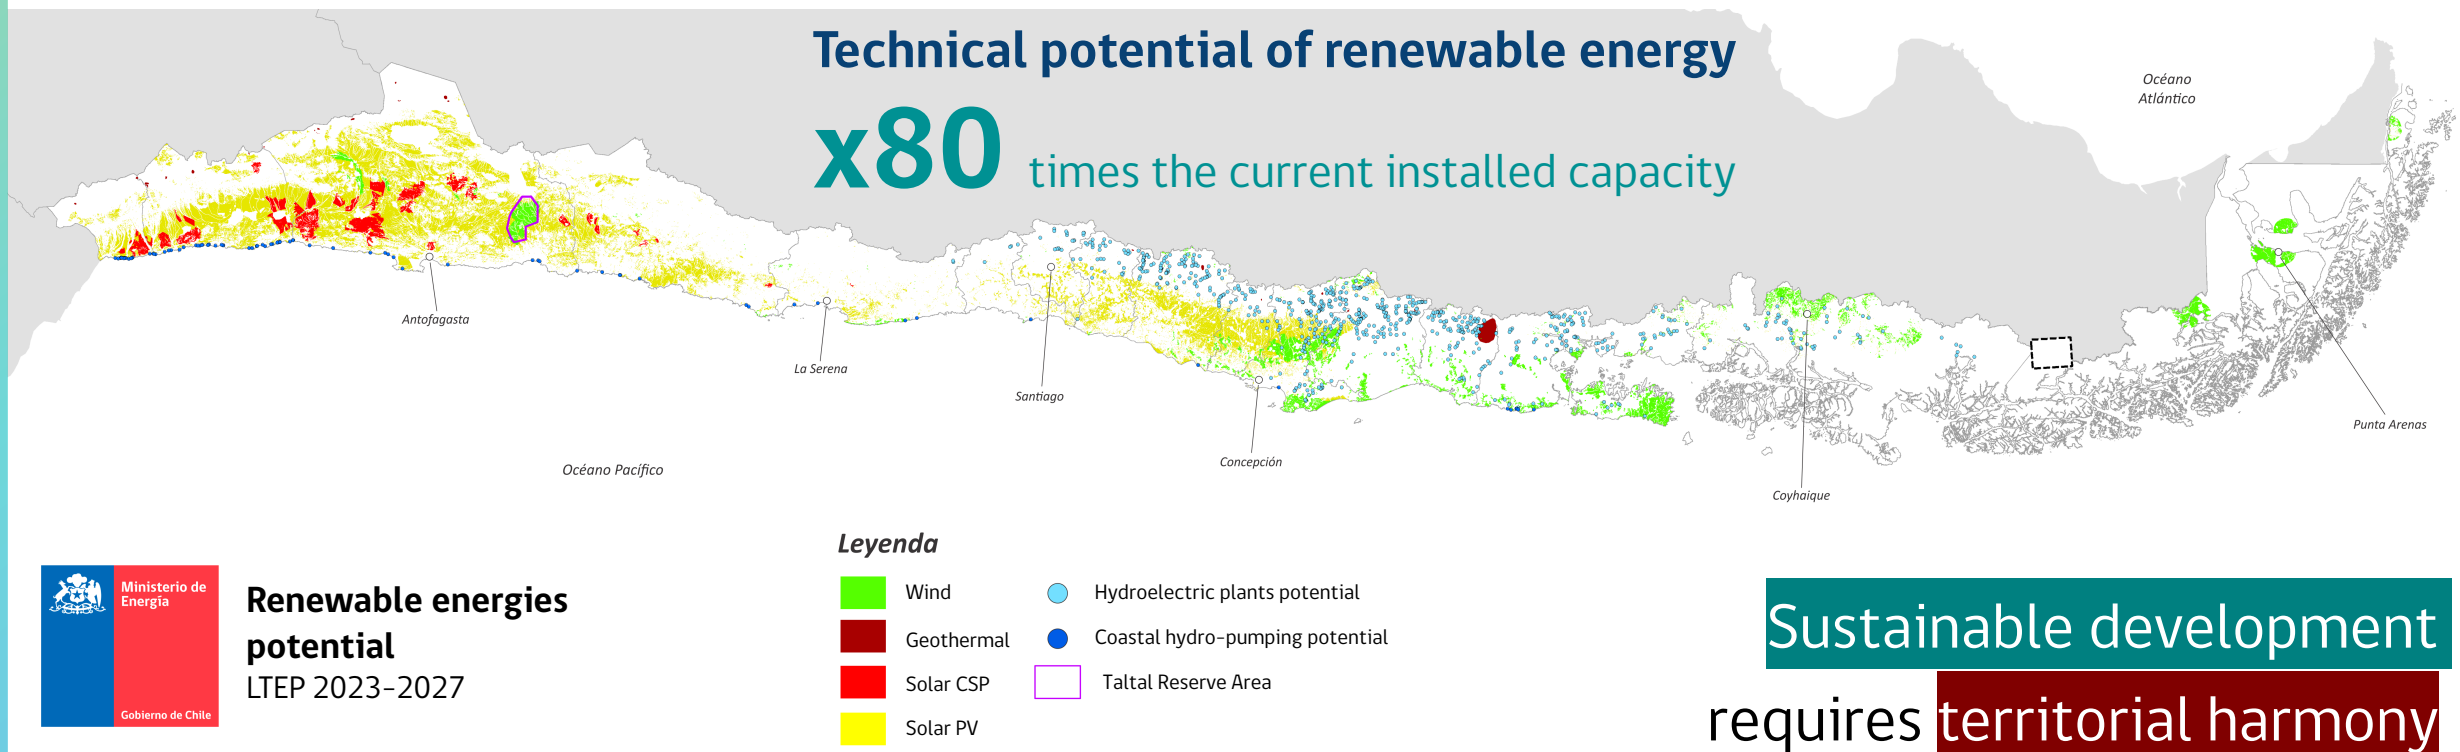 Technical potential of renewable energy
x80 times the current installed capacity
Océano
Atlántico
Antofagasta
La Serena
Santiago
Concepción
Coyhaique
Punta Arenas
Océano Pacífico
Leyenda
Wind
Geothermal
Solar CSP
Solar PV
Hydroelectric plants potential
Coastal hydro-pumping potential
Taltal Reserve Area
Ministerio de
Energía
Gobierno de Chile
Renewable energies
potential
LTEP 2023-2027
Sustainable development
requires territorial harmony